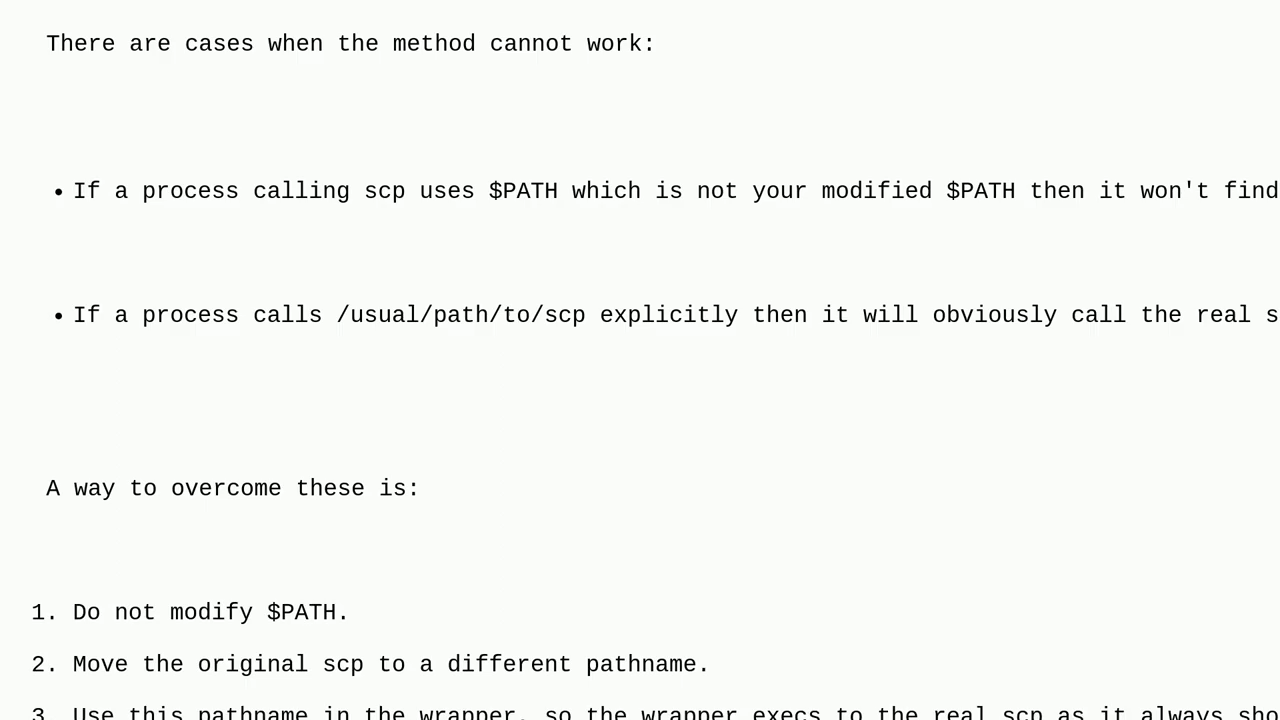 There are cases when the method cannot work:
• If a process calling scp uses $PATH which is not your modified $PATH then it won't find
• If a process calls /usual/path/to/scp explicitly then it will obviously call the real s
A way to overcome these is:
1. Do not modify $PATH.
2. Move the original scp to a different pathname.
3. Use this pathname in the wrapper, so the wrapper execs to the real scp as it always sho